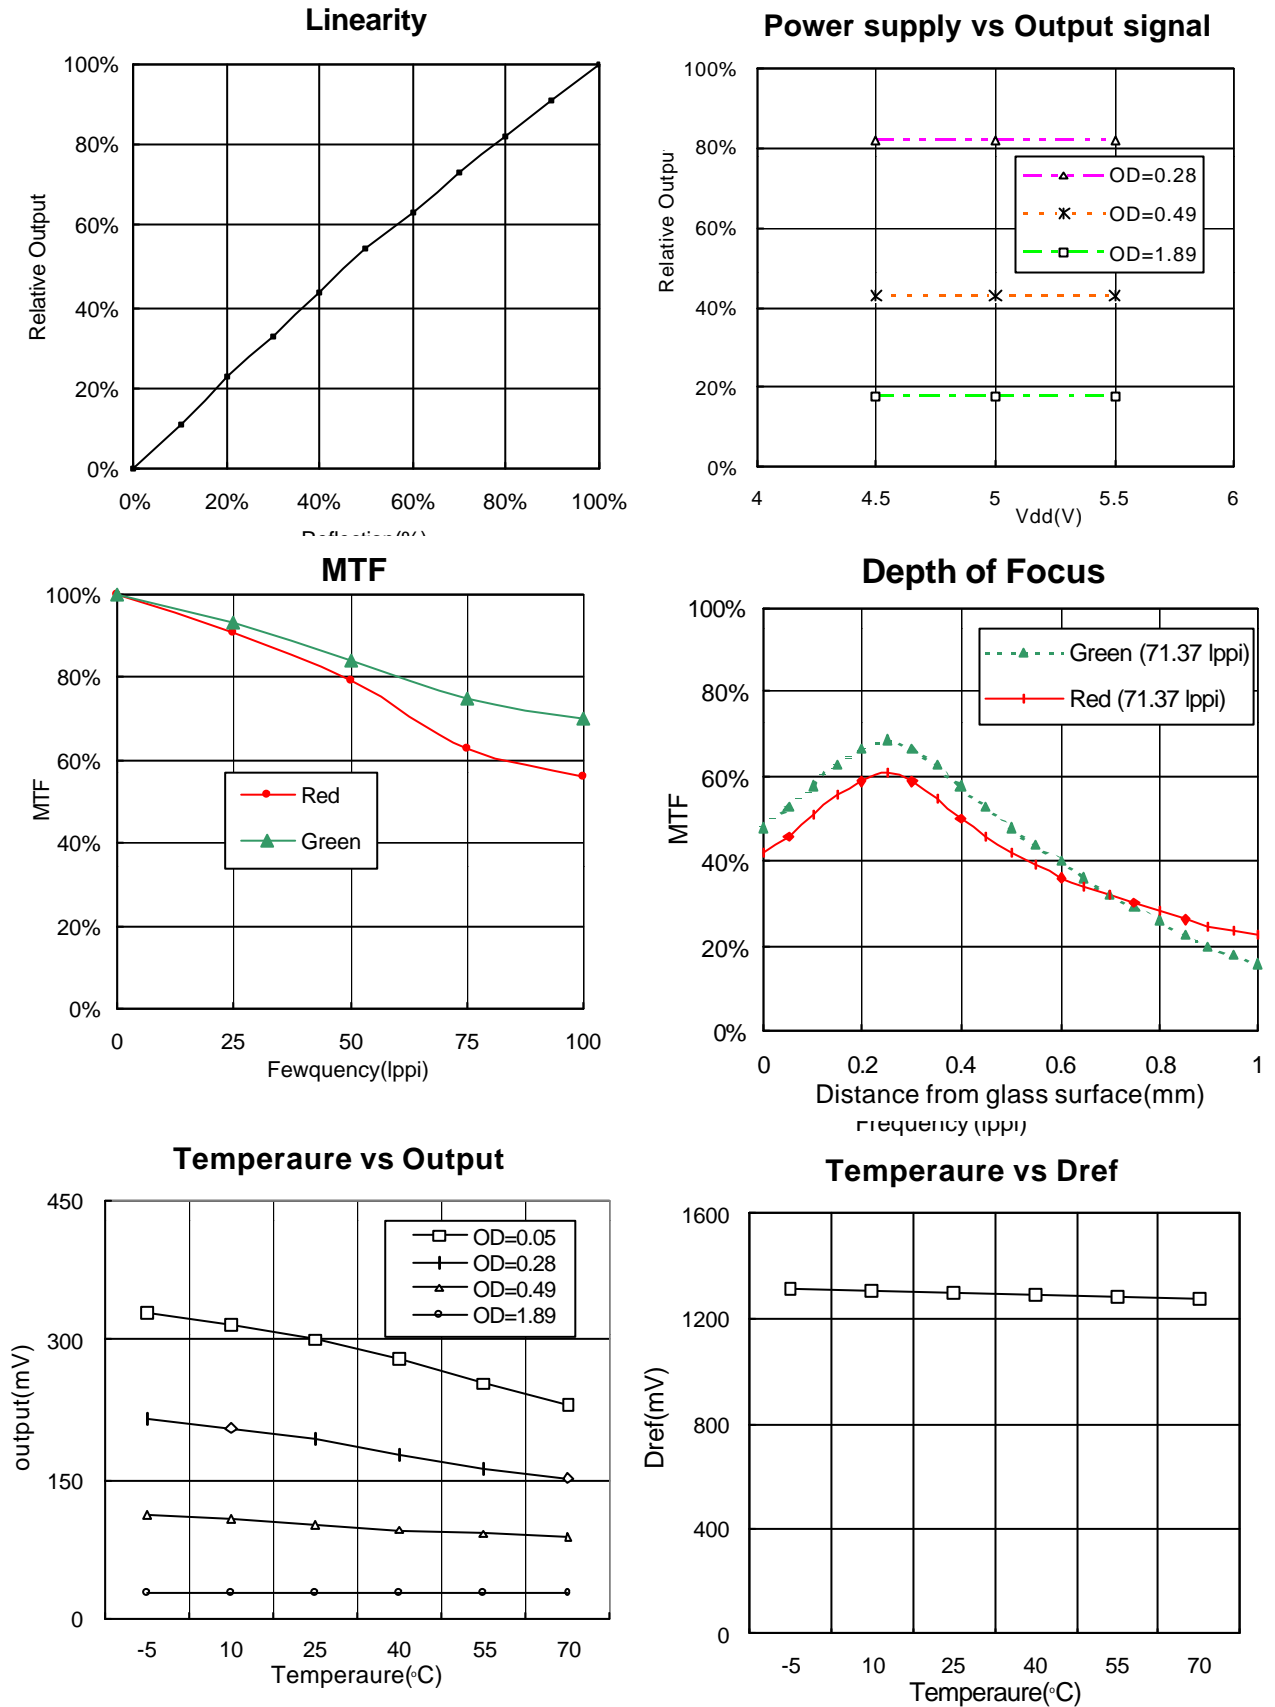 Linearity
100%
80%
60%
40%
20%
0%
Relative Output
0% 20% 40% 60% 80% 100%
Reflection(%)
Power supply vs Output signal
100%
80%
60%
40%
20%
0%
Relative Outpu
OD=0.28
OD=0.49
OD=1.89
4 4.5 5 5.5 6
Vdd(V)
MTF
100%
80%
60%
40%
20%
0%
MTF
Red
Green
0 25 50 75 100
Fewquency(lppi)
Depth of Focus
100%
80%
60%
40%
20%
0%
MTF
Green (71.37 lppi)
Red (71.37 lppi)
0 0.2 0.4 0.6 0.8 1
Distance from glass surface(mm)
Frequency (lppi)
Temperaure vs Output
450
300
150
0
output(mV)
OD=0.05
OD=0.28
OD=0.49
OD=1.89
-5 10 25 40 55 70
Temperaure(°C)
Temperaure vs Dref
1600
1200
800
400
0
Dref(mV)
-5 10 25 40 55 70
Temperaure(°C)